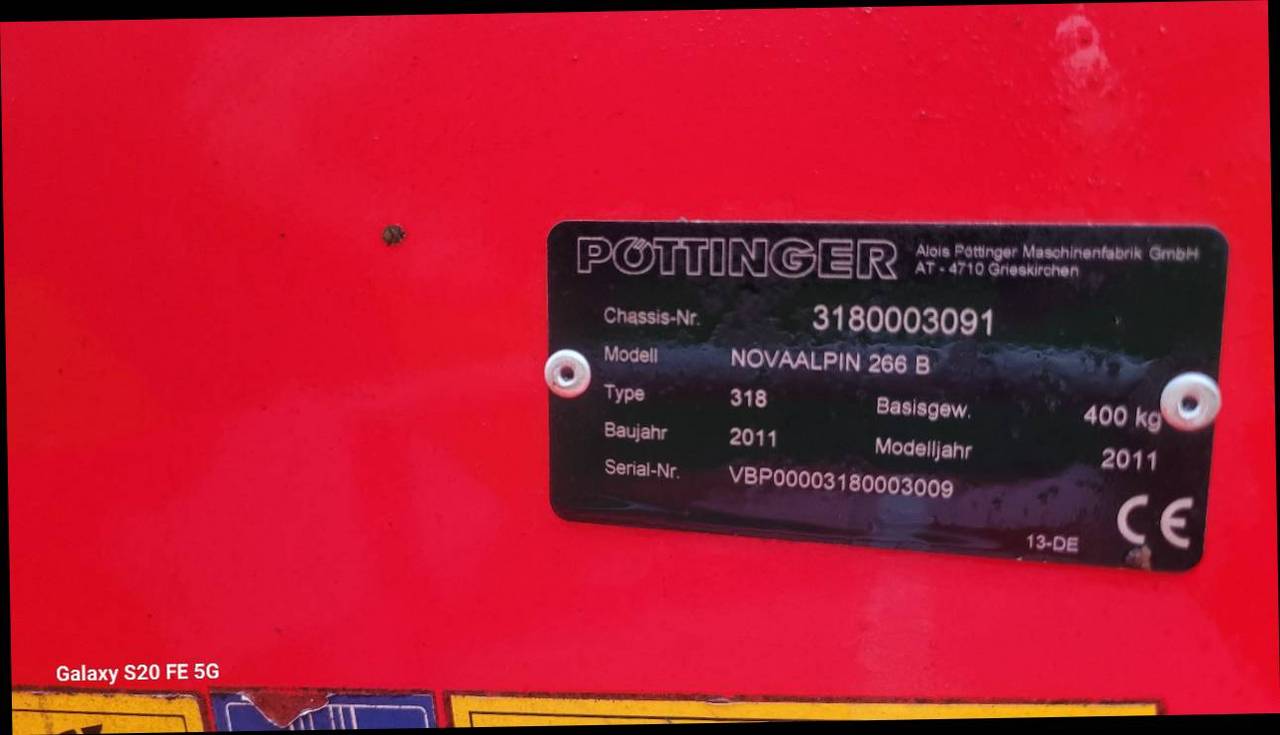 PÖTTINGER
Alois Pöttinger Maschinenfabrik GmbH
AT - 4710 Grieskirchen
Chassis-Nr. 3180003091
Modell NOVAALPIN 266 B
Type 318 Basisgew. 400 kg
Baujahr 2011 Modelljahr 2011
Serial-Nr. VBP00003180003009
13-DE CE
Galaxy S20 FE 5G